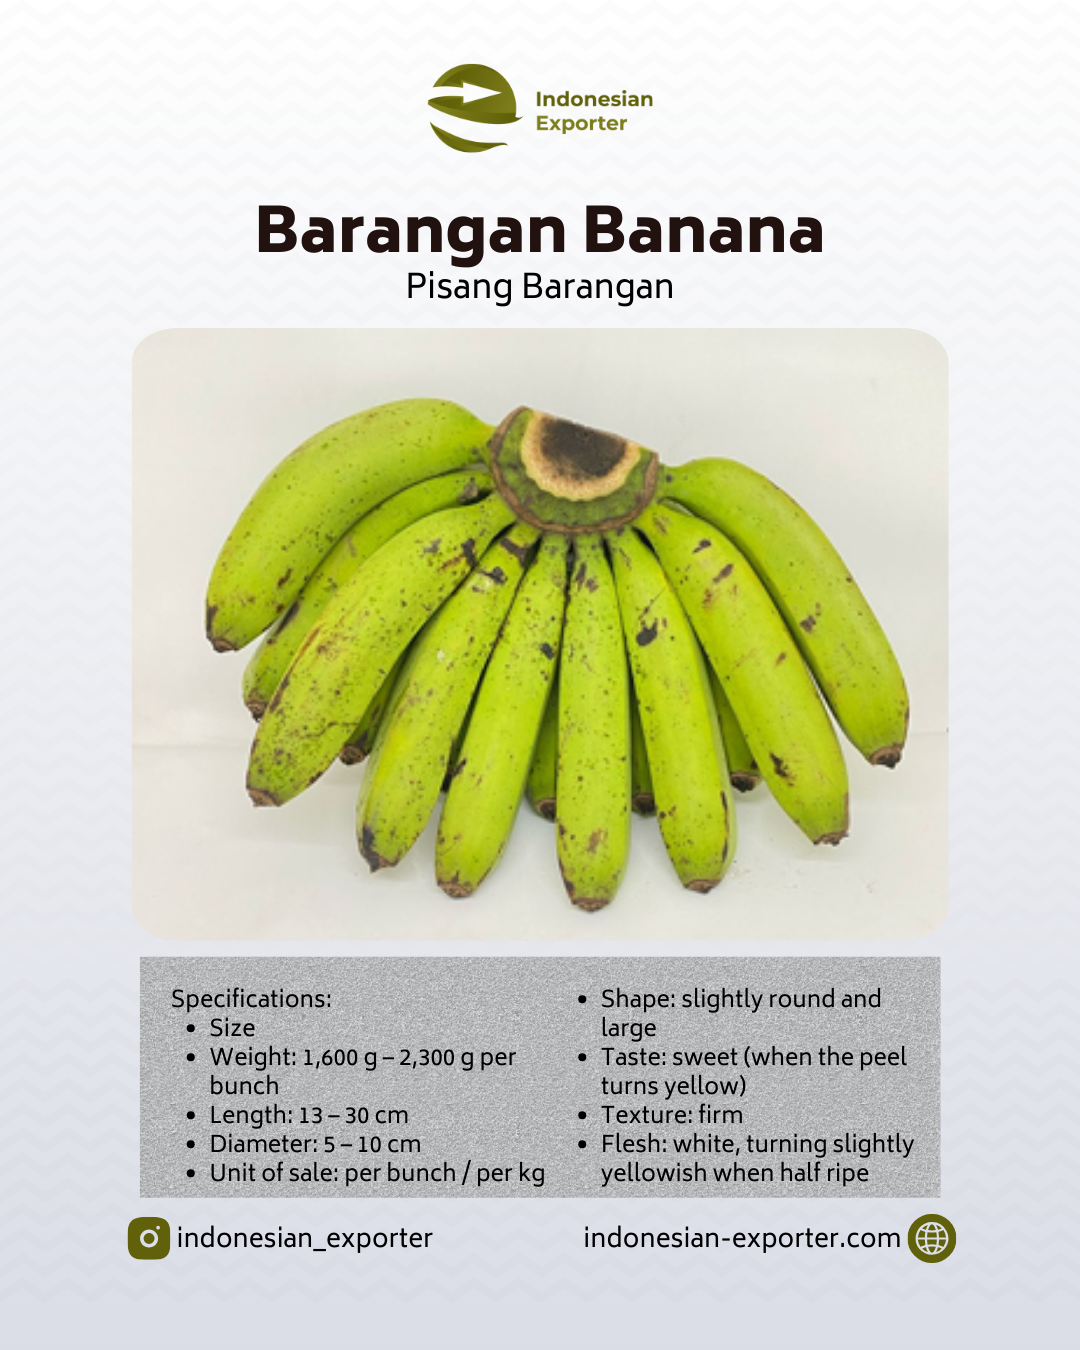 Indonesian
Exporter
Barangan Banana
Pisang Barangan
Specifications:
• Size
• Weight: 1,600 g – 2,300 g per
bunch
• Length: 13 – 30 cm
• Diameter: 5 – 10 cm
• Unit of sale: per bunch / per kg
• Shape: slightly round and
large
• Taste: sweet (when the peel
turns yellow)
• Texture: firm
• Flesh: white, turning slightly
yellowish when half ripe
indonesian_exporter
indonesian-exporter.com